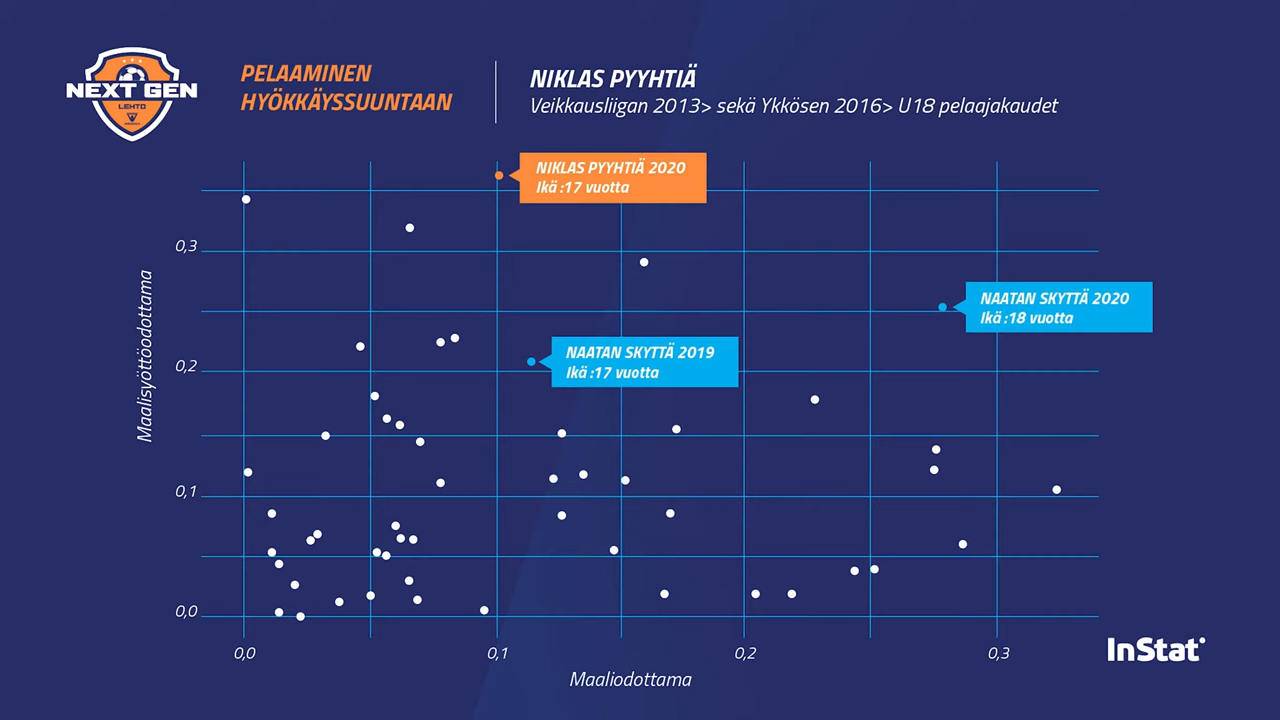 NEXT GEN
LEHTO
PELAAMINEN
HYÖKKÄYSSUUNTAAN
NIKLAS PYYHTIÄ
Veikkausliigan 2013> sekä Ykkösen 2016> U18 pelaajakaudet
NIKLAS PYYHTIÄ 2020
Ikä :17 vuotta
NAATAN SKYTTÄ 2020
Ikä :18 vuotta
NAATAN SKYTTÄ 2019
Ikä :17 vuotta
Maalisyöttöodottama
0,3
0,2
0,1
0,0
0,0
0,1
0,2
0,3
Maaliodottama
InStat